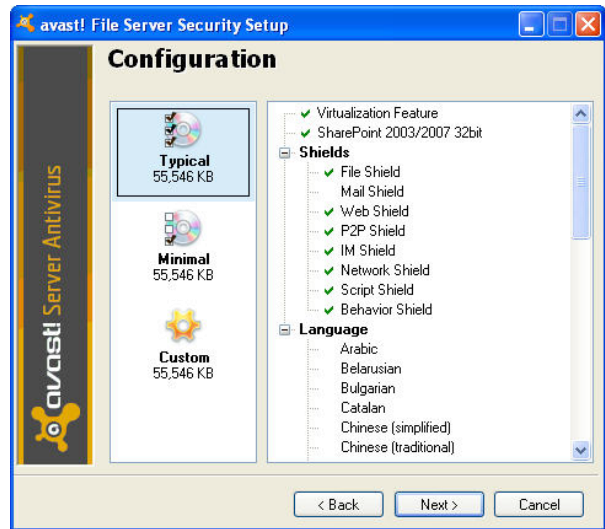 avast! File Server Security Setup
Configuration
avast! Server Antivirus
Typical
55,546 KB
Minimal
55,546 KB
Custom
55,546 KB
Virtualization Feature
SharePoint 2003/2007 32bit
Shields
File Shield
Mail Shield
Web Shield
P2P Shield
IM Shield
Network Shield
Script Shield
Behavior Shield
Language
Arabic
Belarusian
Bulgarian
Catalan
Chinese (simplified)
Chinese (traditional)
< Back
Next >
Cancel